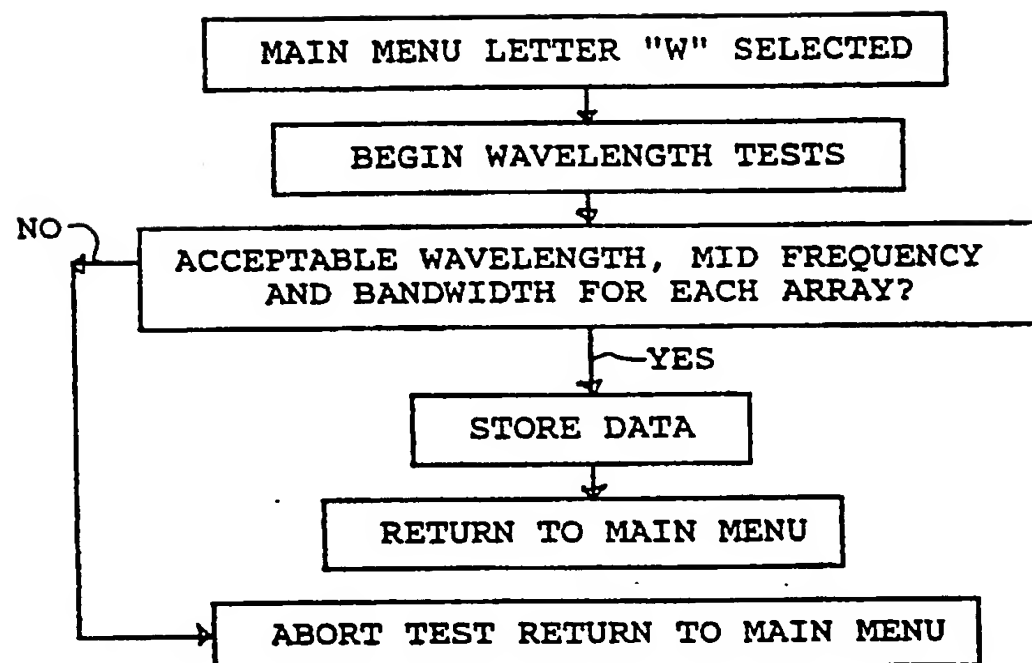 MAIN MENU LETTER "W" SELECTED
BEGIN WAVELENGTH TESTS
NO
ACCEPTABLE WAVELENGTH, MID FREQUENCY
AND BANDWIDTH FOR EACH ARRAY?
YES
STORE DATA
RETURN TO MAIN MENU
ABORT TEST RETURN TO MAIN MENU